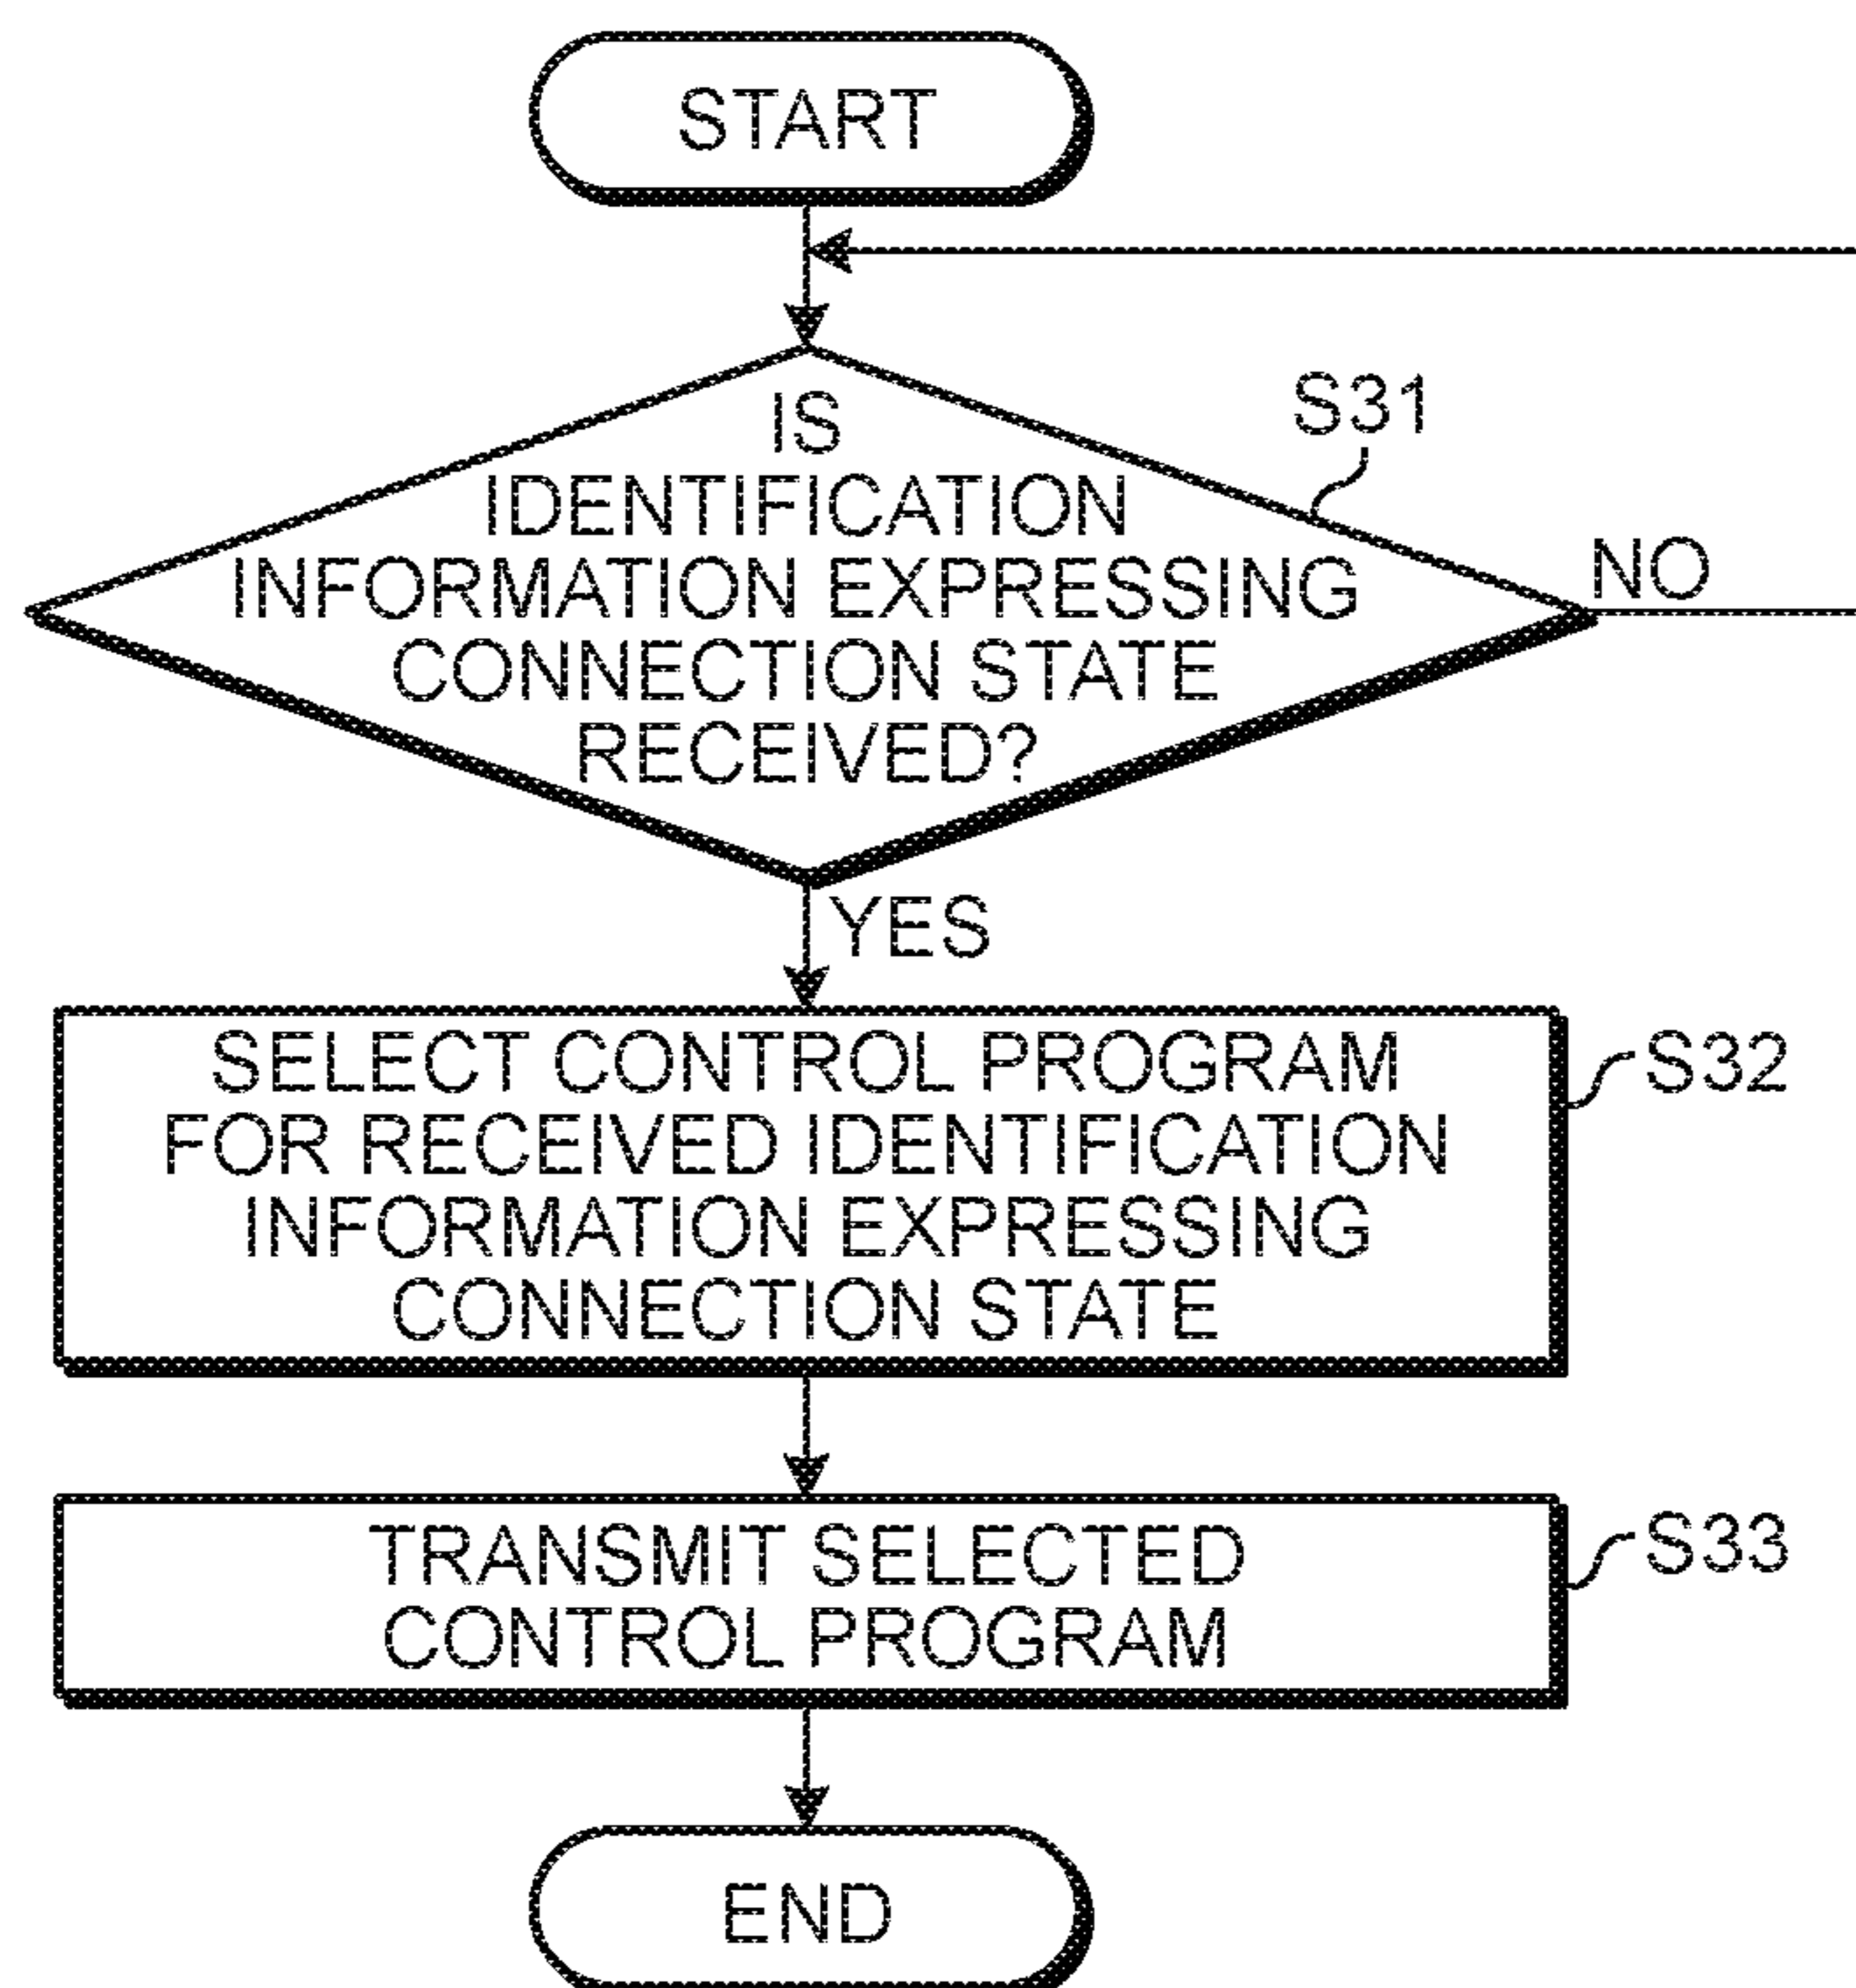 START
S31
IS
IDENTIFICATION
INFORMATION EXPRESSING
CONNECTION STATE
RECEIVED?
NO
YES
SELECT CONTROL PROGRAM
FOR RECEIVED IDENTIFICATION
INFORMATION EXPRESSING
CONNECTION STATE
S32
TRANSMIT SELECTED
CONTROL PROGRAM
S33
END